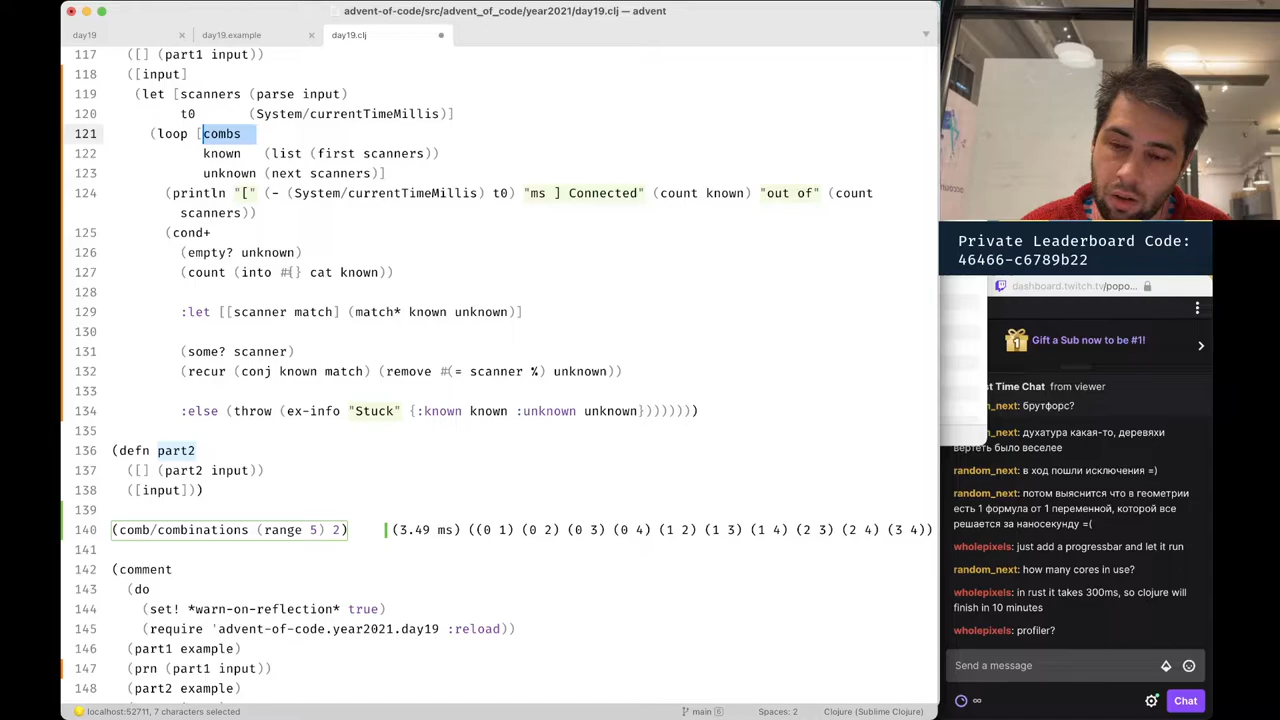 advent-of-code/src/advent_of_code/year2021/day19.clj — advent
day19
day19.example
day19.clj
117 ([] (part1 input))
118 ([input]
119 (let [scanners (parse input)
120 t0 (System/currentTimeMillis)]
121 (loop [combs
122 known (list (first scanners))
123 unknown (next scanners)]
124 (println "[" (- (System/currentTimeMillis) t0) "ms ] Connected" (count known) "out of" (count
scanners))
125 (cond+
126 (empty? unknown)
127 (count (into #{} cat known))
128
129 :let [[scanner match] (match* known unknown)]
130
131 (some? scanner)
132 (recur (conj known match) (remove #(= scanner %) unknown))
133
134 :else (throw (ex-info "Stuck" {:known known :unknown unknown})))))))
135
136 (defn part2
137 ([] (part2 input))
138 ([input]))
139
140 (comb/combinations (range 5) 2) (3.49 ms) ((0 1) (0 2) (0 3) (0 4) (1 2) (1 3) (1 4) (2 3) (2 4) (3 4))
141
142 (comment
143 (do
144 (set! *warn-on-reflection* true)
145 (require 'advent-of-code.year2021.day19 :reload))
146 (part1 example)
147 (prn (part1 input))
148 (part2 example)
localhost:52711, 7 characters selected
main 6
Spaces: 2
Clojure (Sublime Clojure)
Private Leaderboard Code:
46466-c6789b22
dashboard.twitch.tv/popo...
1
Gift a Sub now to be #1!
st Time Chat from viewer
om_next: брутфорс?
om_next: духатура какая-то, деревяхи
вертеть было веселее
random_next: в ход пошли исключения =)
random_next: потом выяснится что в геометрии
есть 1 формула от 1 переменной, которой все
решается за наносекунду =(
wholepixels: just add a progressbar and let it run
random_next: how many cores in use?
wholepixels: in rust it takes 300ms, so clojure will
finish in 10 minutes
wholepixels: profiler?
Send a message
∞
Chat